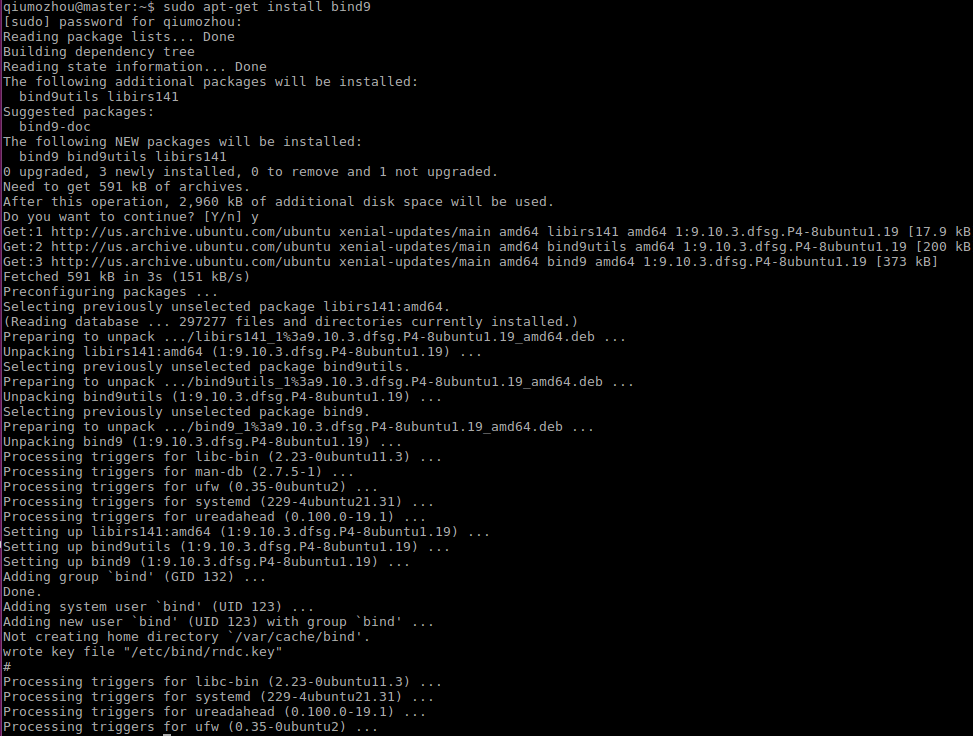 qiumozhou@master:~$ sudo apt-get install bind9
[sudo] password for qiumozhou:
Reading package lists... Done
Building dependency tree
Reading state information... Done
The following additional packages will be installed:
  bind9utils libirs141
Suggested packages:
  bind9-doc
The following NEW packages will be installed:
  bind9 bind9utils libirs141
0 upgraded, 3 newly installed, 0 to remove and 1 not upgraded.
Need to get 591 kB of archives.
After this operation, 2,960 kB of additional disk space will be used.
Do you want to continue? [Y/n] y
Get:1 http://us.archive.ubuntu.com/ubuntu xenial-updates/main amd64 libirs141 amd64 1:9.10.3.dfsg.P4-8ubuntu1.19 [17.9 kB
Get:2 http://us.archive.ubuntu.com/ubuntu xenial-updates/main amd64 bind9utils amd64 1:9.10.3.dfsg.P4-8ubuntu1.19 [200 kB
Get:3 http://us.archive.ubuntu.com/ubuntu xenial-updates/main amd64 bind9 amd64 1:9.10.3.dfsg.P4-8ubuntu1.19 [373 kB]
Fetched 591 kB in 3s (151 kB/s)
Preconfiguring packages ...
Selecting previously unselected package libirs141:amd64.
(Reading database ... 297277 files and directories currently installed.)
Preparing to unpack .../libirs141_1%3a9.10.3.dfsg.P4-8ubuntu1.19_amd64.deb ...
Unpacking libirs141:amd64 (1:9.10.3.dfsg.P4-8ubuntu1.19) ...
Selecting previously unselected package bind9utils.
Preparing to unpack .../bind9utils_1%3a9.10.3.dfsg.P4-8ubuntu1.19_amd64.deb ...
Unpacking bind9utils (1:9.10.3.dfsg.P4-8ubuntu1.19) ...
Selecting previously unselected package bind9.
Preparing to unpack .../bind9_1%3a9.10.3.dfsg.P4-8ubuntu1.19_amd64.deb ...
Unpacking bind9 (1:9.10.3.dfsg.P4-8ubuntu1.19) ...
Processing triggers for libc-bin (2.23-0ubuntu11.3) ...
Processing triggers for man-db (2.7.5-1) ...
Processing triggers for ufw (0.35-0ubuntu2) ...
Processing triggers for systemd (229-4ubuntu21.31) ...
Processing triggers for ureadahead (0.100.0-19.1) ...
Setting up libirs141:amd64 (1:9.10.3.dfsg.P4-8ubuntu1.19) ...
Setting up bind9utils (1:9.10.3.dfsg.P4-8ubuntu1.19) ...
Setting up bind9 (1:9.10.3.dfsg.P4-8ubuntu1.19) ...
Adding group `bind' (GID 132) ...
Done.
Adding system user `bind' (UID 123) ...
Adding new user `bind' (UID 123) with group `bind' ...
Not creating home directory `/var/cache/bind'.
wrote key file "/etc/bind/rndc.key"
#
Processing triggers for libc-bin (2.23-0ubuntu11.3) ...
Processing triggers for systemd (229-4ubuntu21.31) ...
Processing triggers for ureadahead (0.100.0-19.1) ...
Processing triggers for ufw (0.35-0ubuntu2) ...